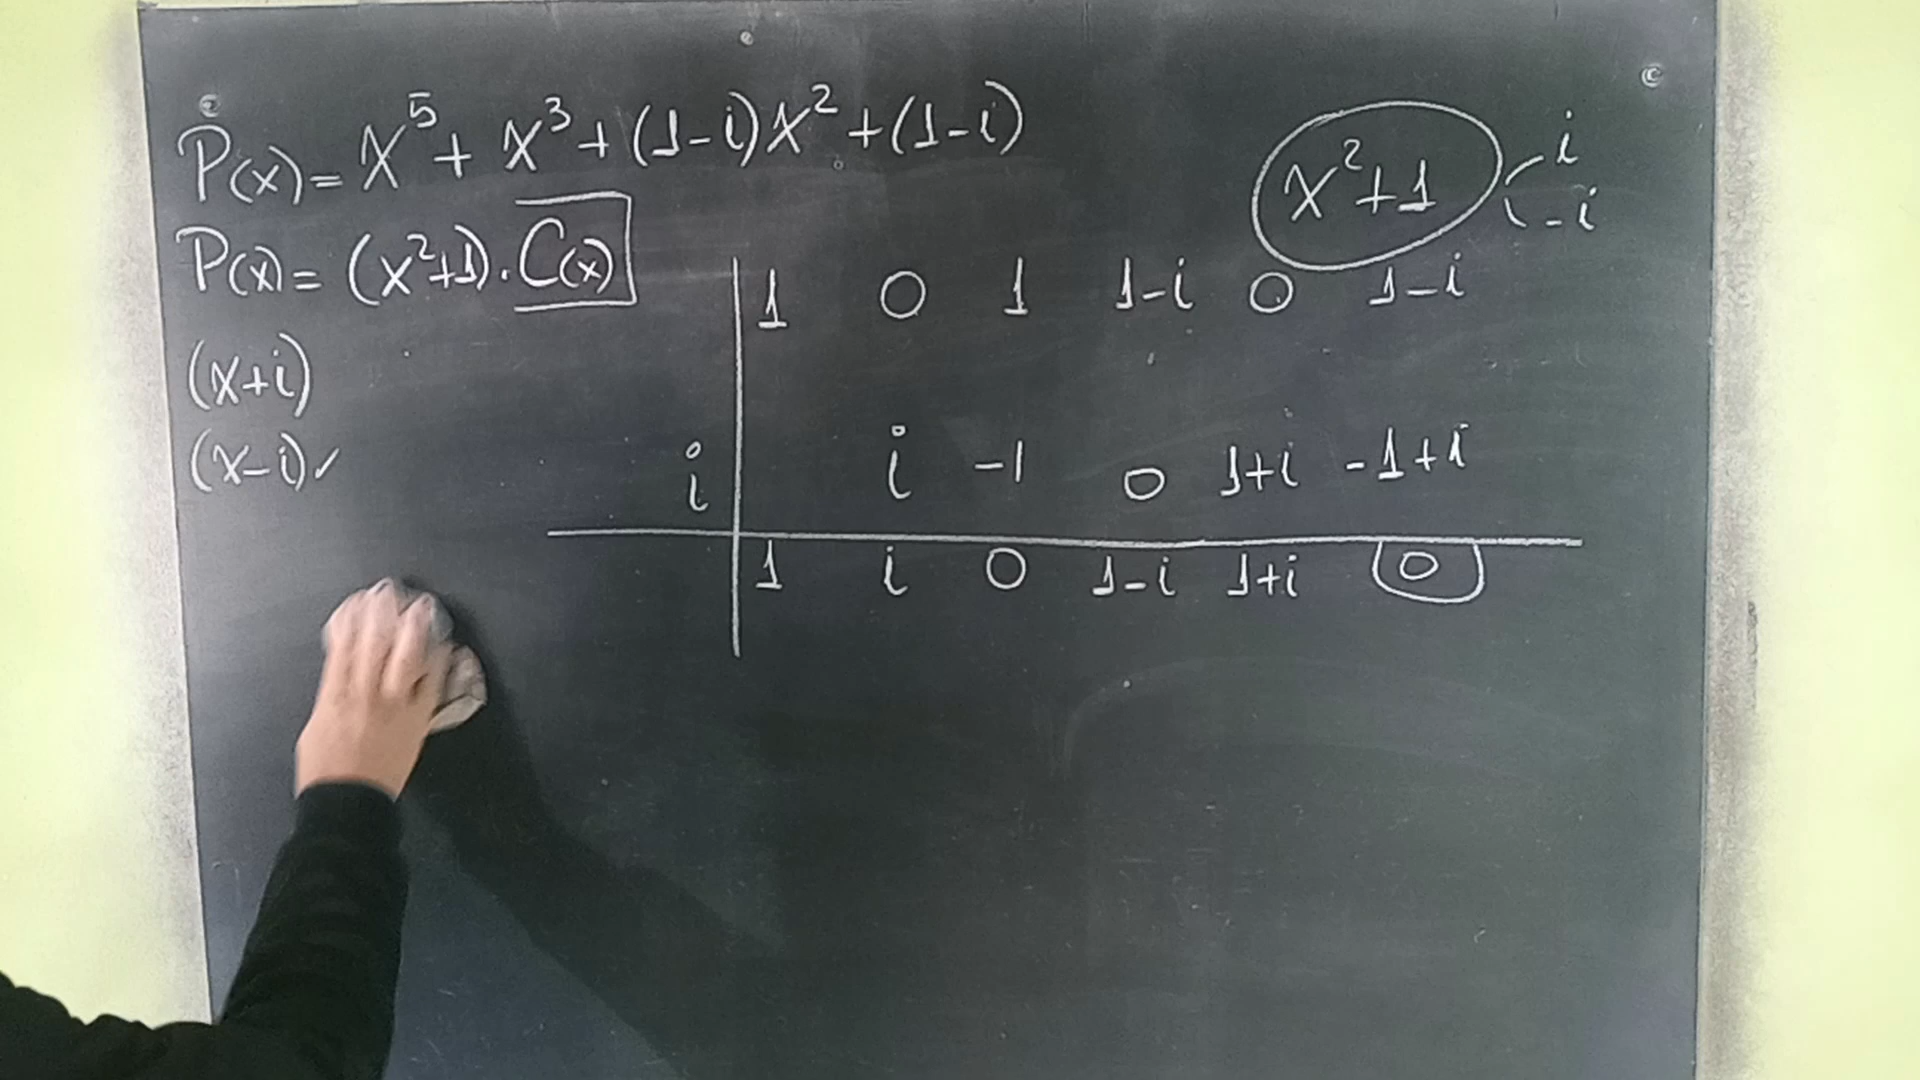 P(x) = x⁵ + x³ + (1-i)x² + (1-i)
x²+1
i
-i
P(x) = (x²+1) · C(x)
1 0 1 1-i 0 1-i
(x+i)
(x-i) ✓
i i -1 0 1+i -1+i
1 i 0 1-i 1+i 0